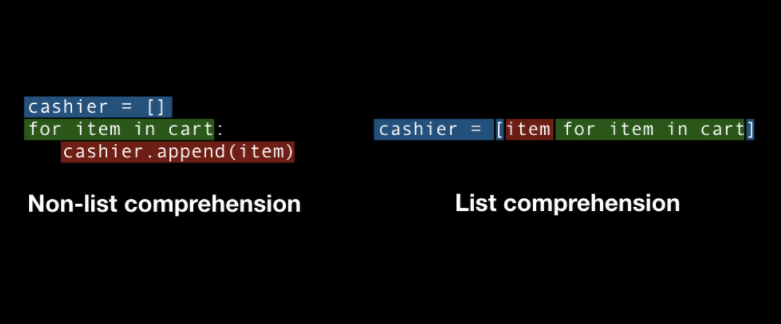 cashier = []
for item in cart:
    cashier.append(item)
Non-list comprehension
cashier = [item for item in cart]
List comprehension